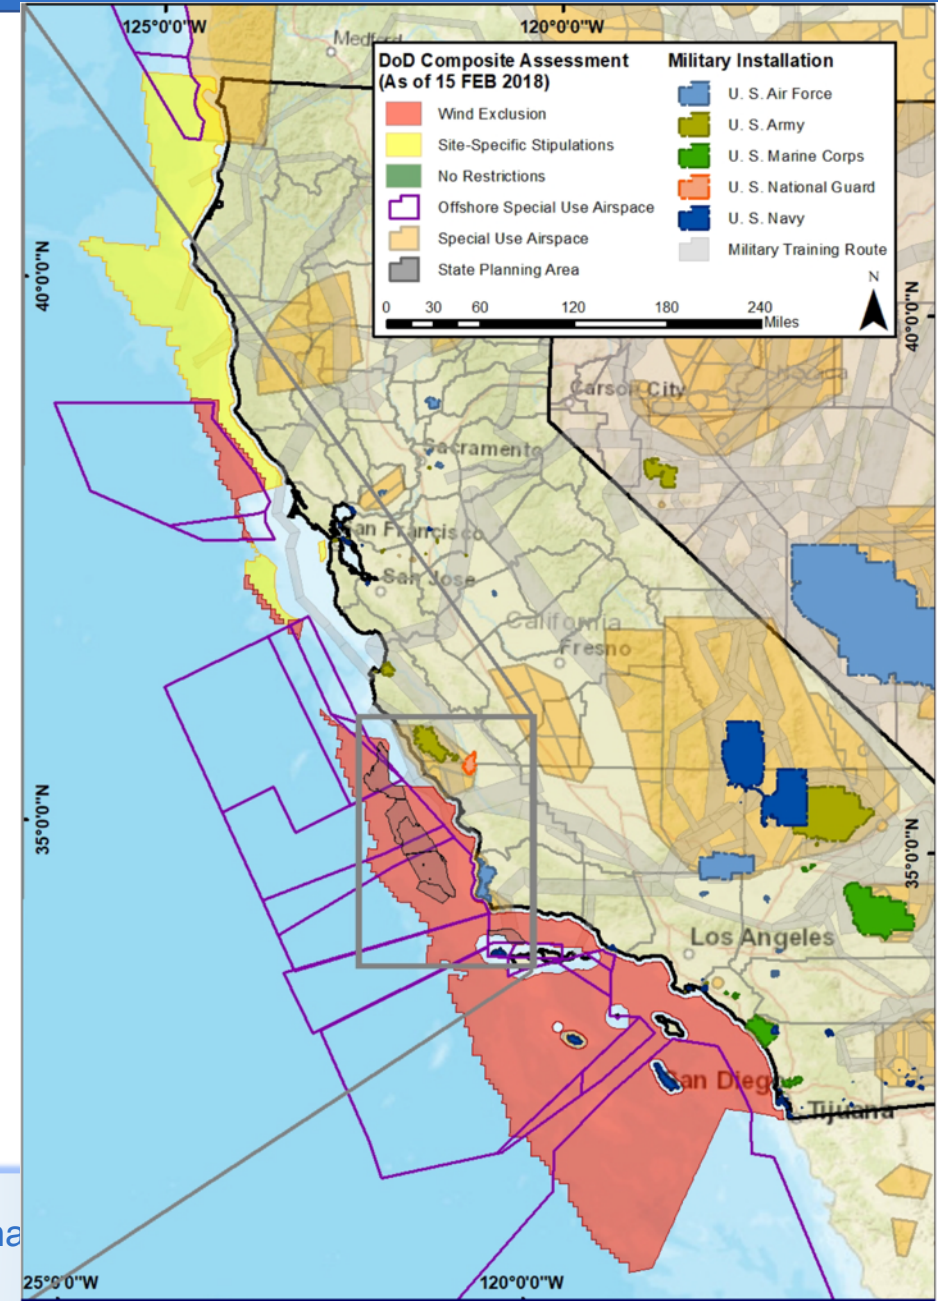 125°0'0"W
120°0'0"W
Medford
DoD Composite Assessment
(As of 15 FEB 2018)
Wind Exclusion
Site-Specific Stipulations
No Restrictions
Offshore Special Use Airspace
Special Use Airspace
State Planning Area
Military Installation
U. S. Air Force
U. S. Army
U. S. Marine Corps
U. S. National Guard
U. S. Navy
Military Training Route
N
0 30 60 120 180 240
Miles
40°0'0"N
40°0'0"N
Nevada
Carson City
Sacramento
San Francisco
San Jose
California
Fresno
35°0'0"N
35°0'0"N
Los Angeles
San Diego
Tijuana
25°0'0"W
120°0'0"W